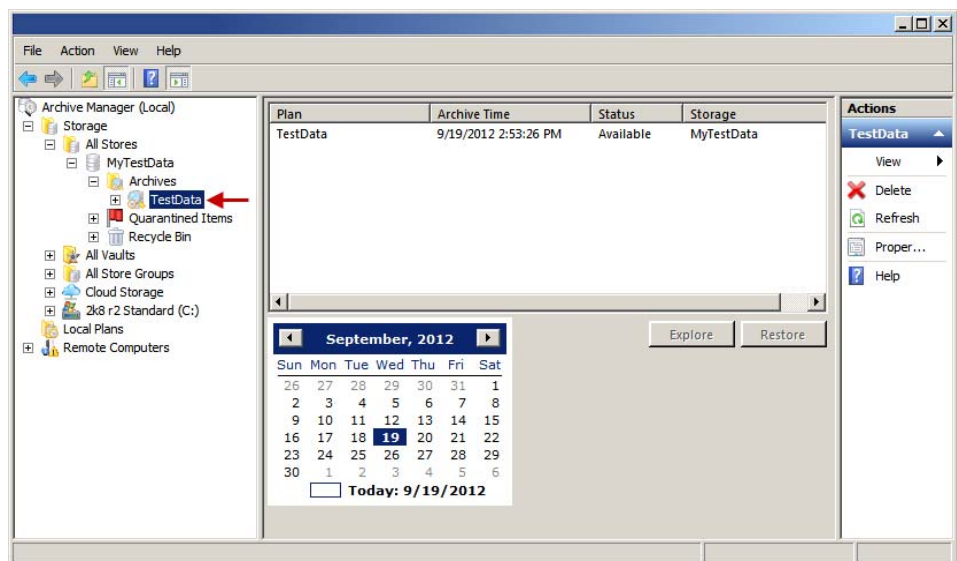 File Action View Help
Archive Manager (Local)
Storage
All Stores
MyTestData
Archives
TestData
Quarantined Items
Recycle Bin
All Vaults
All Store Groups
Cloud Storage
2k8 r2 Standard (C:)
Local Plans
Remote Computers
Plan Archive Time Status Storage
TestData 9/19/2012 2:53:26 PM Available MyTestData
Explore Restore
September, 2012
Sun Mon Tue Wed Thu Fri Sat
26 27 28 29 30 31 1
2 3 4 5 6 7 8
9 10 11 12 13 14 15
16 17 18 19 20 21 22
23 24 25 26 27 28 29
30 1 2 3 4 5 6
Today: 9/19/2012
Actions
TestData
View
Delete
Refresh
Proper...
Help